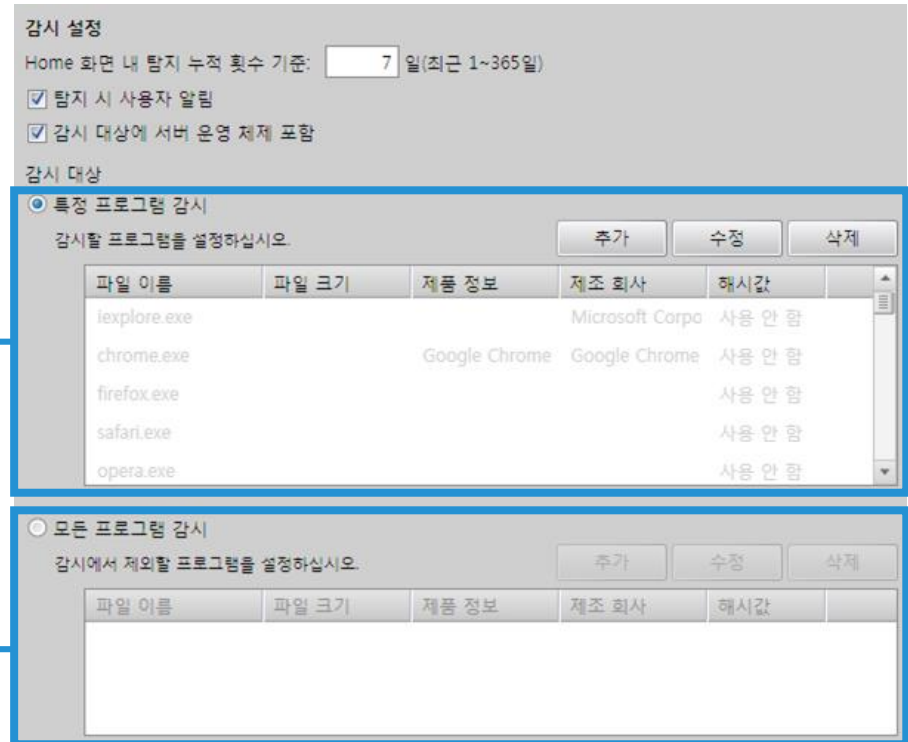 감시 설정
Home 화면 내 탐지 누적 횟수 기준: 7 일(최근 1~365일)
탐지 시 사용자 알림
감시 대상에 서버 운영 체제 포함
감시 대상
특정 프로그램 감시
감시할 프로그램을 설정하십시오. 추가 수정 삭제
파일 이름 파일 크기 제품 정보 제조 회사 해시값
iexplore.exe Microsoft Corpo 사용 안 함
chrome.exe Google Chrome Google Chrome 사용 안 함
firefox.exe 사용 안 함
safari.exe 사용 안 함
opera.exe 사용 안 함
모든 프로그램 감시
감시에서 제외할 프로그램을 설정하십시오. 추가 수정 삭제
파일 이름 파일 크기 제품 정보 제조 회사 해시값